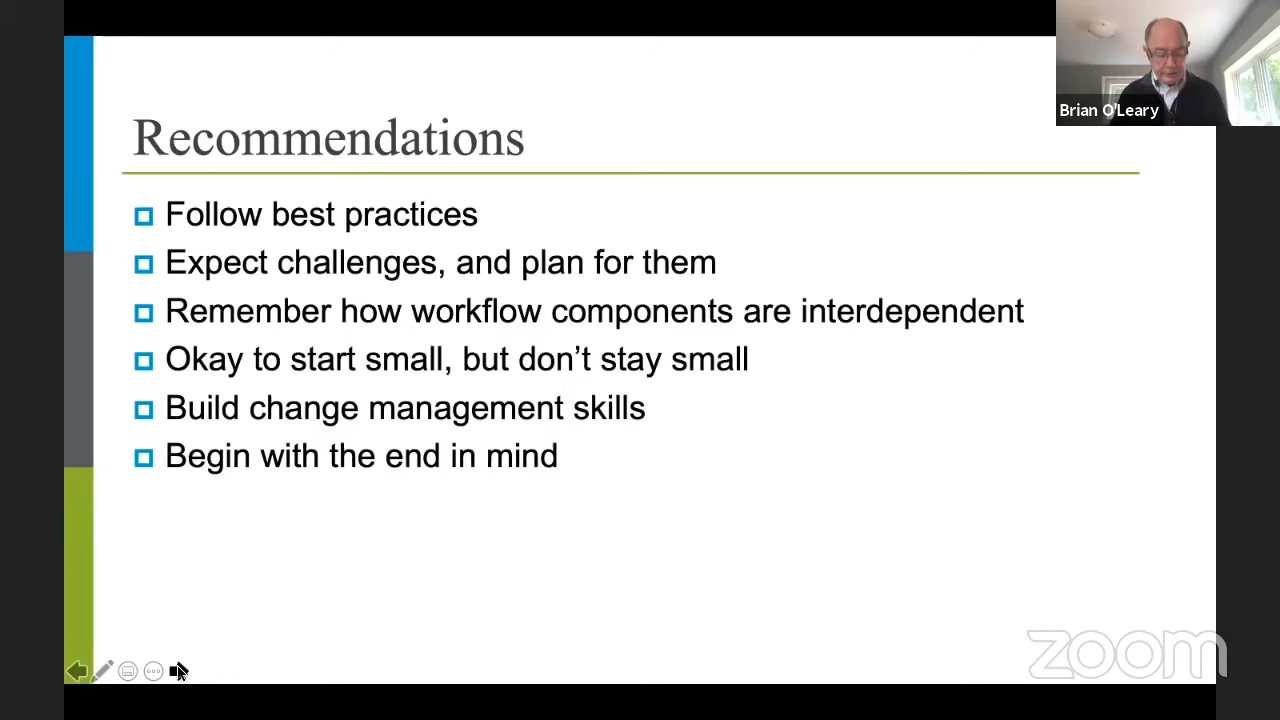 Brian O'Leary
Recommendations
Follow best practices
Expect challenges, and plan for them
Remember how workflow components are interdependent
Okay to start small, but don’t stay small
Build change management skills
Begin with the end in mind
zoom